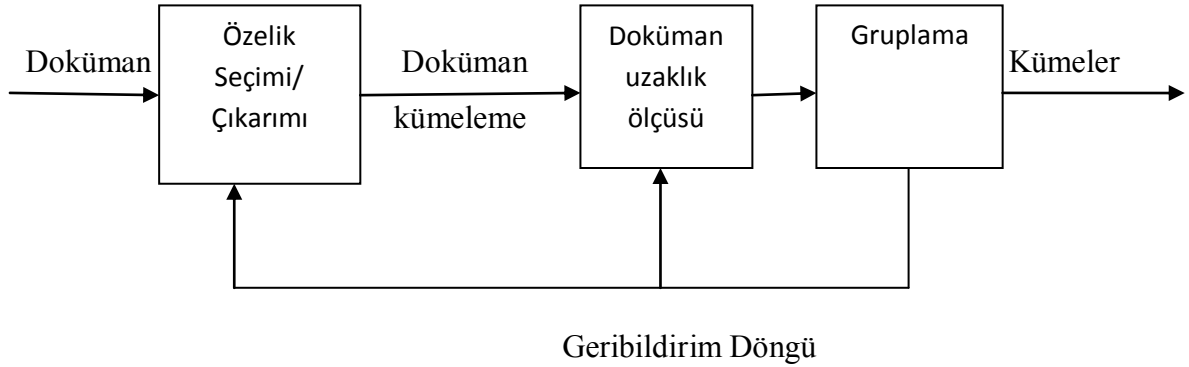 Doküman
Özelik
Seçimi/
Çıkarımı
Doküman
kümeleme
Doküman
uzaklık
ölçüsü
Gruplama
Kümeler
Geribildirim Döngü